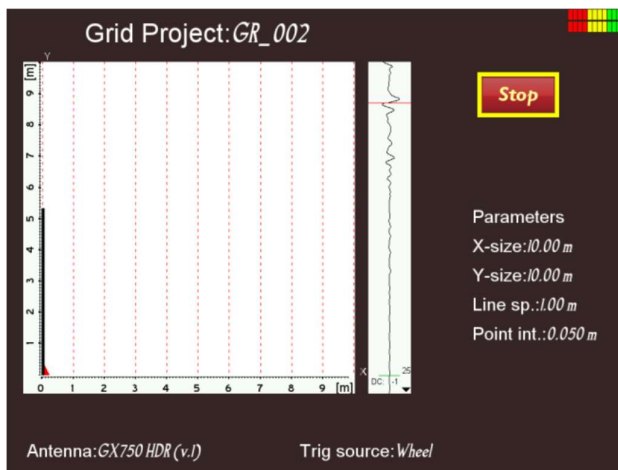 Grid Project:GR_002
Y
[m]
9
8
7
6
5
4
3
2
1
0 1 2 3 4 5 6 7 8 9 [m]
X
25
DC: -1
Stop
Parameters
X-size:10.00 m
Y-size:10.00 m
Line sp.:1.00 m
Point int.:0.050 m
Antenna:GX750 HDR (v.1)
Trig source:Wheel